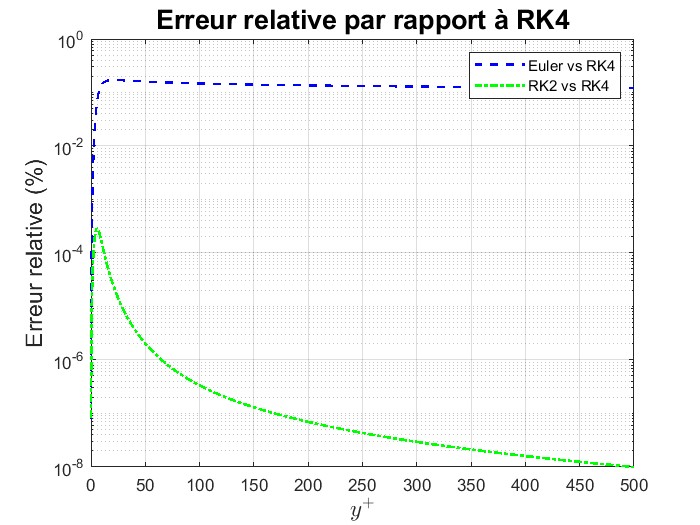 Erreur relative par rapport à RK4
Erreur relative (%)
10^0
10^-2
10^-4
10^-6
10^-8
Euler vs RK4
RK2 vs RK4
0 50 100 150 200 250 300 350 400 450 500
y^+